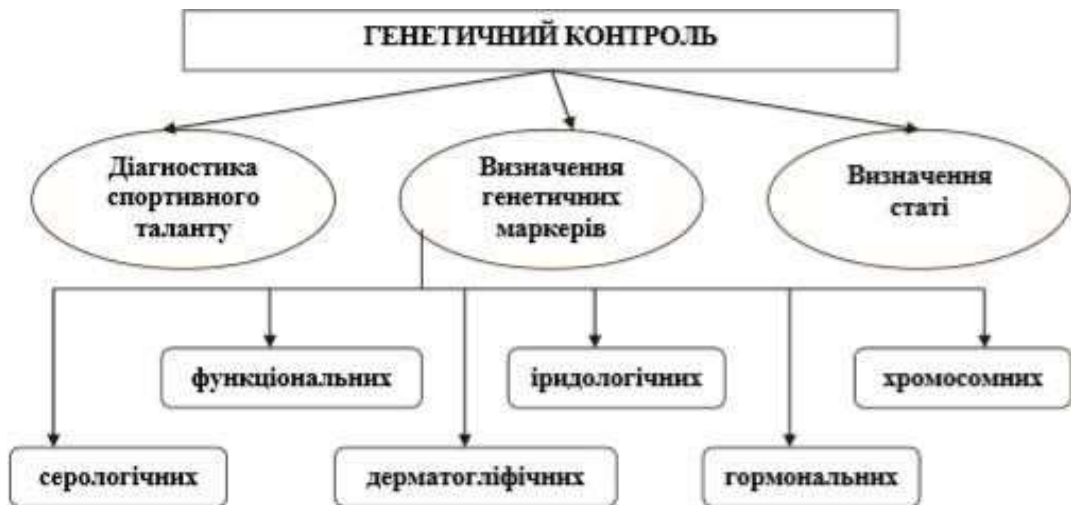 ГЕНЕТИЧНИЙ КОНТРОЛЬ
Діагностика
спортивного
таланту
Визначення
генетичних
маркерів
Визначення
статі
функціональних
іридологічних
хромосомних
серологічних
дерматогліфічних
гормональних